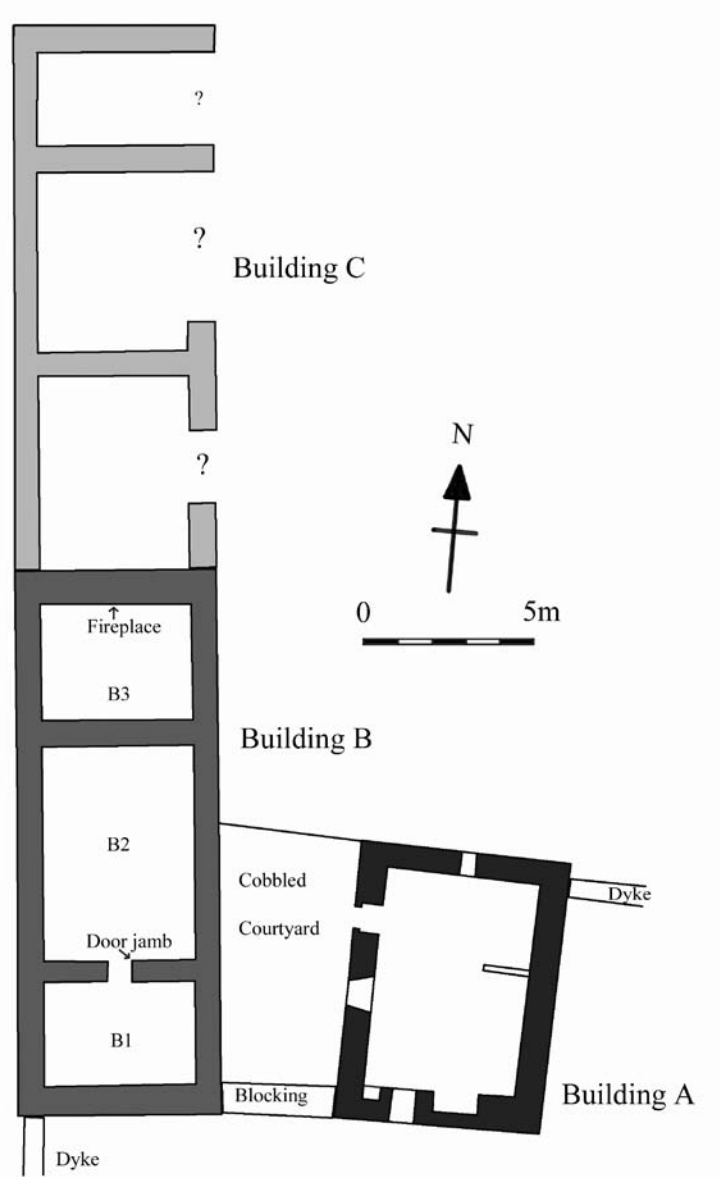 ?
?
Building C
N
?
0 5m
Fireplace
B3
Building B
B2
Cobbled
Dyke
Courtyard
Door jamb
B1
Building A
Blocking
Dyke